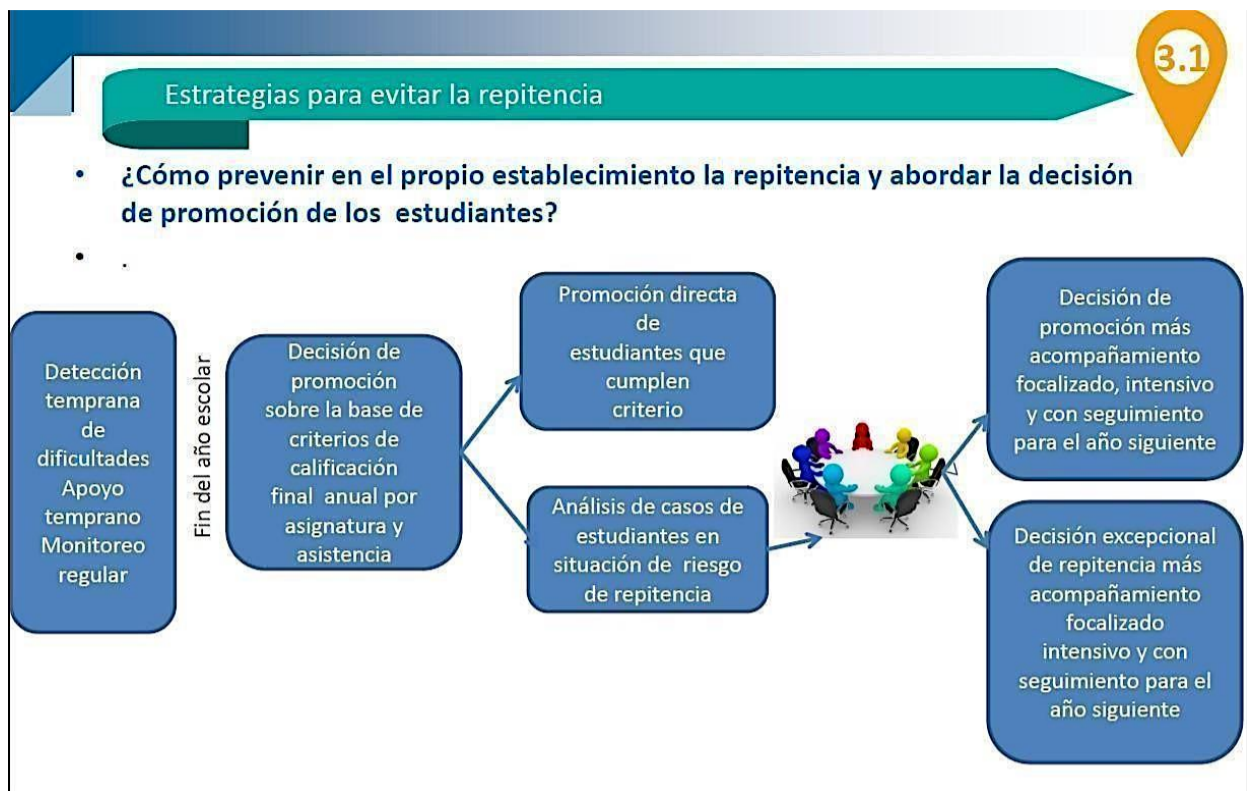 3.1
Estrategias para evitar la repitencia
• ¿Cómo prevenir en el propio establecimiento la repitencia y abordar la decisión
de promoción de los estudiantes?
• .
Detección
temprana
de
dificultades
Apoyo
temprano
Monitoreo
regular
Fin del año escolar
Decisión de
promoción
sobre la base de
criterios de
calificación
final anual por
asignatura y
asistencia
Promoción directa
de
estudiantes que
cumplen
criterio
Análisis de casos de
estudiantes en
situación de riesgo
de repitencia
Decisión de
promoción más
acompañamiento
focalizado, intensivo
y con seguimiento
para el año siguiente
Decisión excepcional
de repitencia más
acompañamiento
focalizado
intensivo y con
seguimiento para el
año siguiente